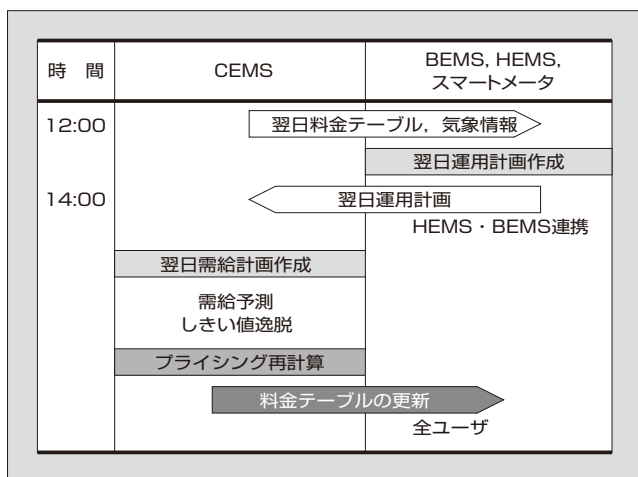 時 間
CEMS
BEMS, HEMS,
スマートメータ
12:00
翌日料金テーブル，気象情報
翌日運用計画作成
14:00
翌日運用計画
HEMS・BEMS連携
翌日需給計画作成
需給予測
しきい値逸脱
プライシング再計算
料金テーブルの更新
全ユーザ